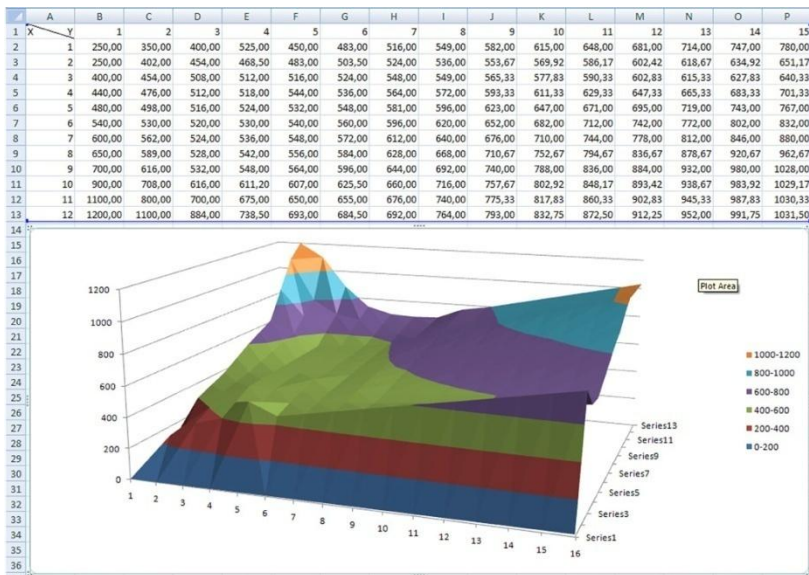 A B C D E F G H I J K L M N O P
1 X Y 1 2 3 4 5 6 7 8 9 10 11 12 13 14 15
2 1 250,00 350,00 400,00 525,00 450,00 483,00 516,00 549,00 582,00 615,00 648,00 681,00 714,00 747,00 780,00
3 2 250,00 402,00 454,00 468,50 483,00 503,50 524,00 536,00 553,67 569,92 586,17 602,42 618,67 634,92 651,17
4 3 400,00 454,00 508,00 512,00 516,00 524,00 548,00 549,00 565,33 577,83 590,33 602,83 615,33 627,83 640,33
5 4 440,00 476,00 512,00 518,00 544,00 536,00 564,00 572,00 593,33 611,33 629,33 647,33 665,33 683,33 701,33
6 5 480,00 498,00 516,00 524,00 532,00 548,00 581,00 596,00 623,00 647,00 671,00 695,00 719,00 743,00 767,00
7 6 540,00 530,00 520,00 530,00 540,00 560,00 596,00 620,00 652,00 682,00 712,00 742,00 772,00 802,00 832,00
8 7 600,00 562,00 524,00 536,00 548,00 572,00 612,00 640,00 676,00 710,00 744,00 778,00 812,00 846,00 880,00
9 8 650,00 589,00 528,00 542,00 556,00 584,00 628,00 668,00 710,67 752,67 794,67 836,67 878,67 920,67 962,67
10 9 700,00 616,00 532,00 548,00 564,00 596,00 644,00 692,00 740,00 788,00 836,00 884,00 932,00 980,00 1028,00
11 10 900,00 708,00 616,00 611,20 607,00 625,50 660,00 716,00 757,67 802,92 848,17 893,42 938,67 983,92 1029,17
12 11 1100,00 800,00 700,00 675,00 650,00 655,00 676,00 740,00 775,33 817,83 860,33 902,83 945,33 987,83 1030,33
13 12 1200,00 1100,00 884,00 738,50 693,00 684,50 692,00 764,00 793,00 832,75 872,50 912,25 952,00 991,75 1031,50
14
15
16
17
18
19
20
21
22
23
24
25
26
27
28
29
30
31
32
33
34
35
36
1200
1000
800
600
400
200
0
1 2 3 4 5 6 7 8 9 10 11 12 13 14 15 16
Plot Area
Series13
Series11
Series9
Series7
Series5
Series3
Series1
1000-1200
800-1000
600-800
400-600
200-400
0-200